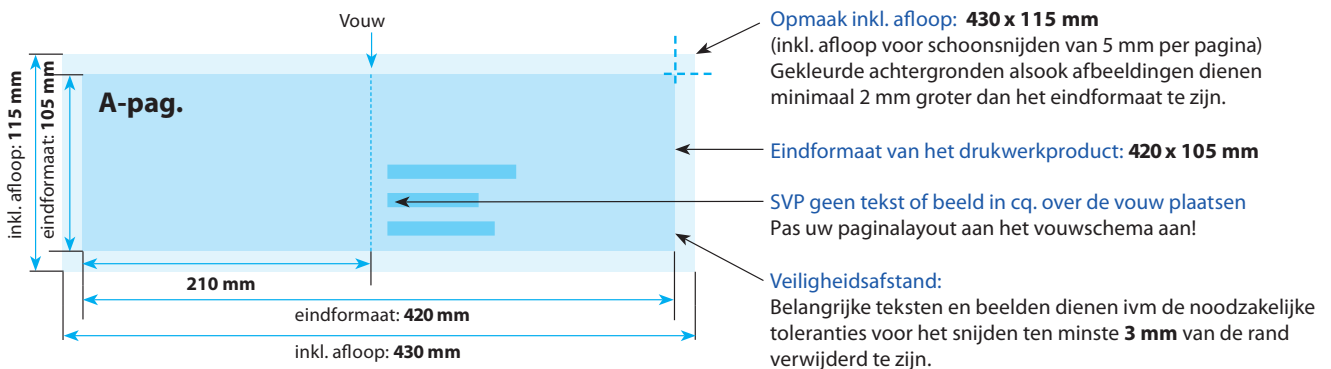 Vouw
A-pag.
inkl. afloop: 115 mm
eindformaat: 105 mm
210 mm
eindformaat: 420 mm
inkl. afloop: 430 mm
Opmaak inkl. afloop: 430 x 115 mm
(inkl. afloop voor schoonsnijden van 5 mm per pagina)
Gekleurde achtergronden alsook afbeeldingen dienen
minimaal 2 mm groter dan het eindformaat te zijn.
Eindformaat van het drukwerkproduct: 420 x 105 mm
SVP geen tekst of beeld in cq. over de vouw plaatsen
Pas uw paginalayout aan het vouwschema aan!
Veiligheidsafstand:
Belangrijke teksten en beelden dienen ivm de noodzakelijke
toleranties voor het snijden ten minste 3 mm van de rand
verwijderd te zijn.